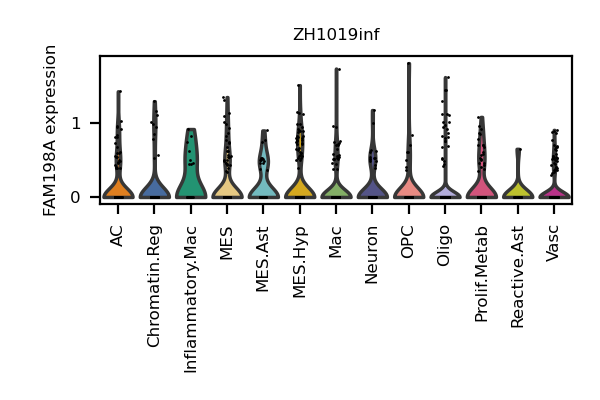 ZH1019inf
FAM198A expression
1
0
AC
Chromatin.Reg
Inflammatory.Mac
MES
MES.Ast
MES.Hyp
Mac
Neuron
OPC
Oligo
Prolif.Metab
Reactive.Ast
Vasc